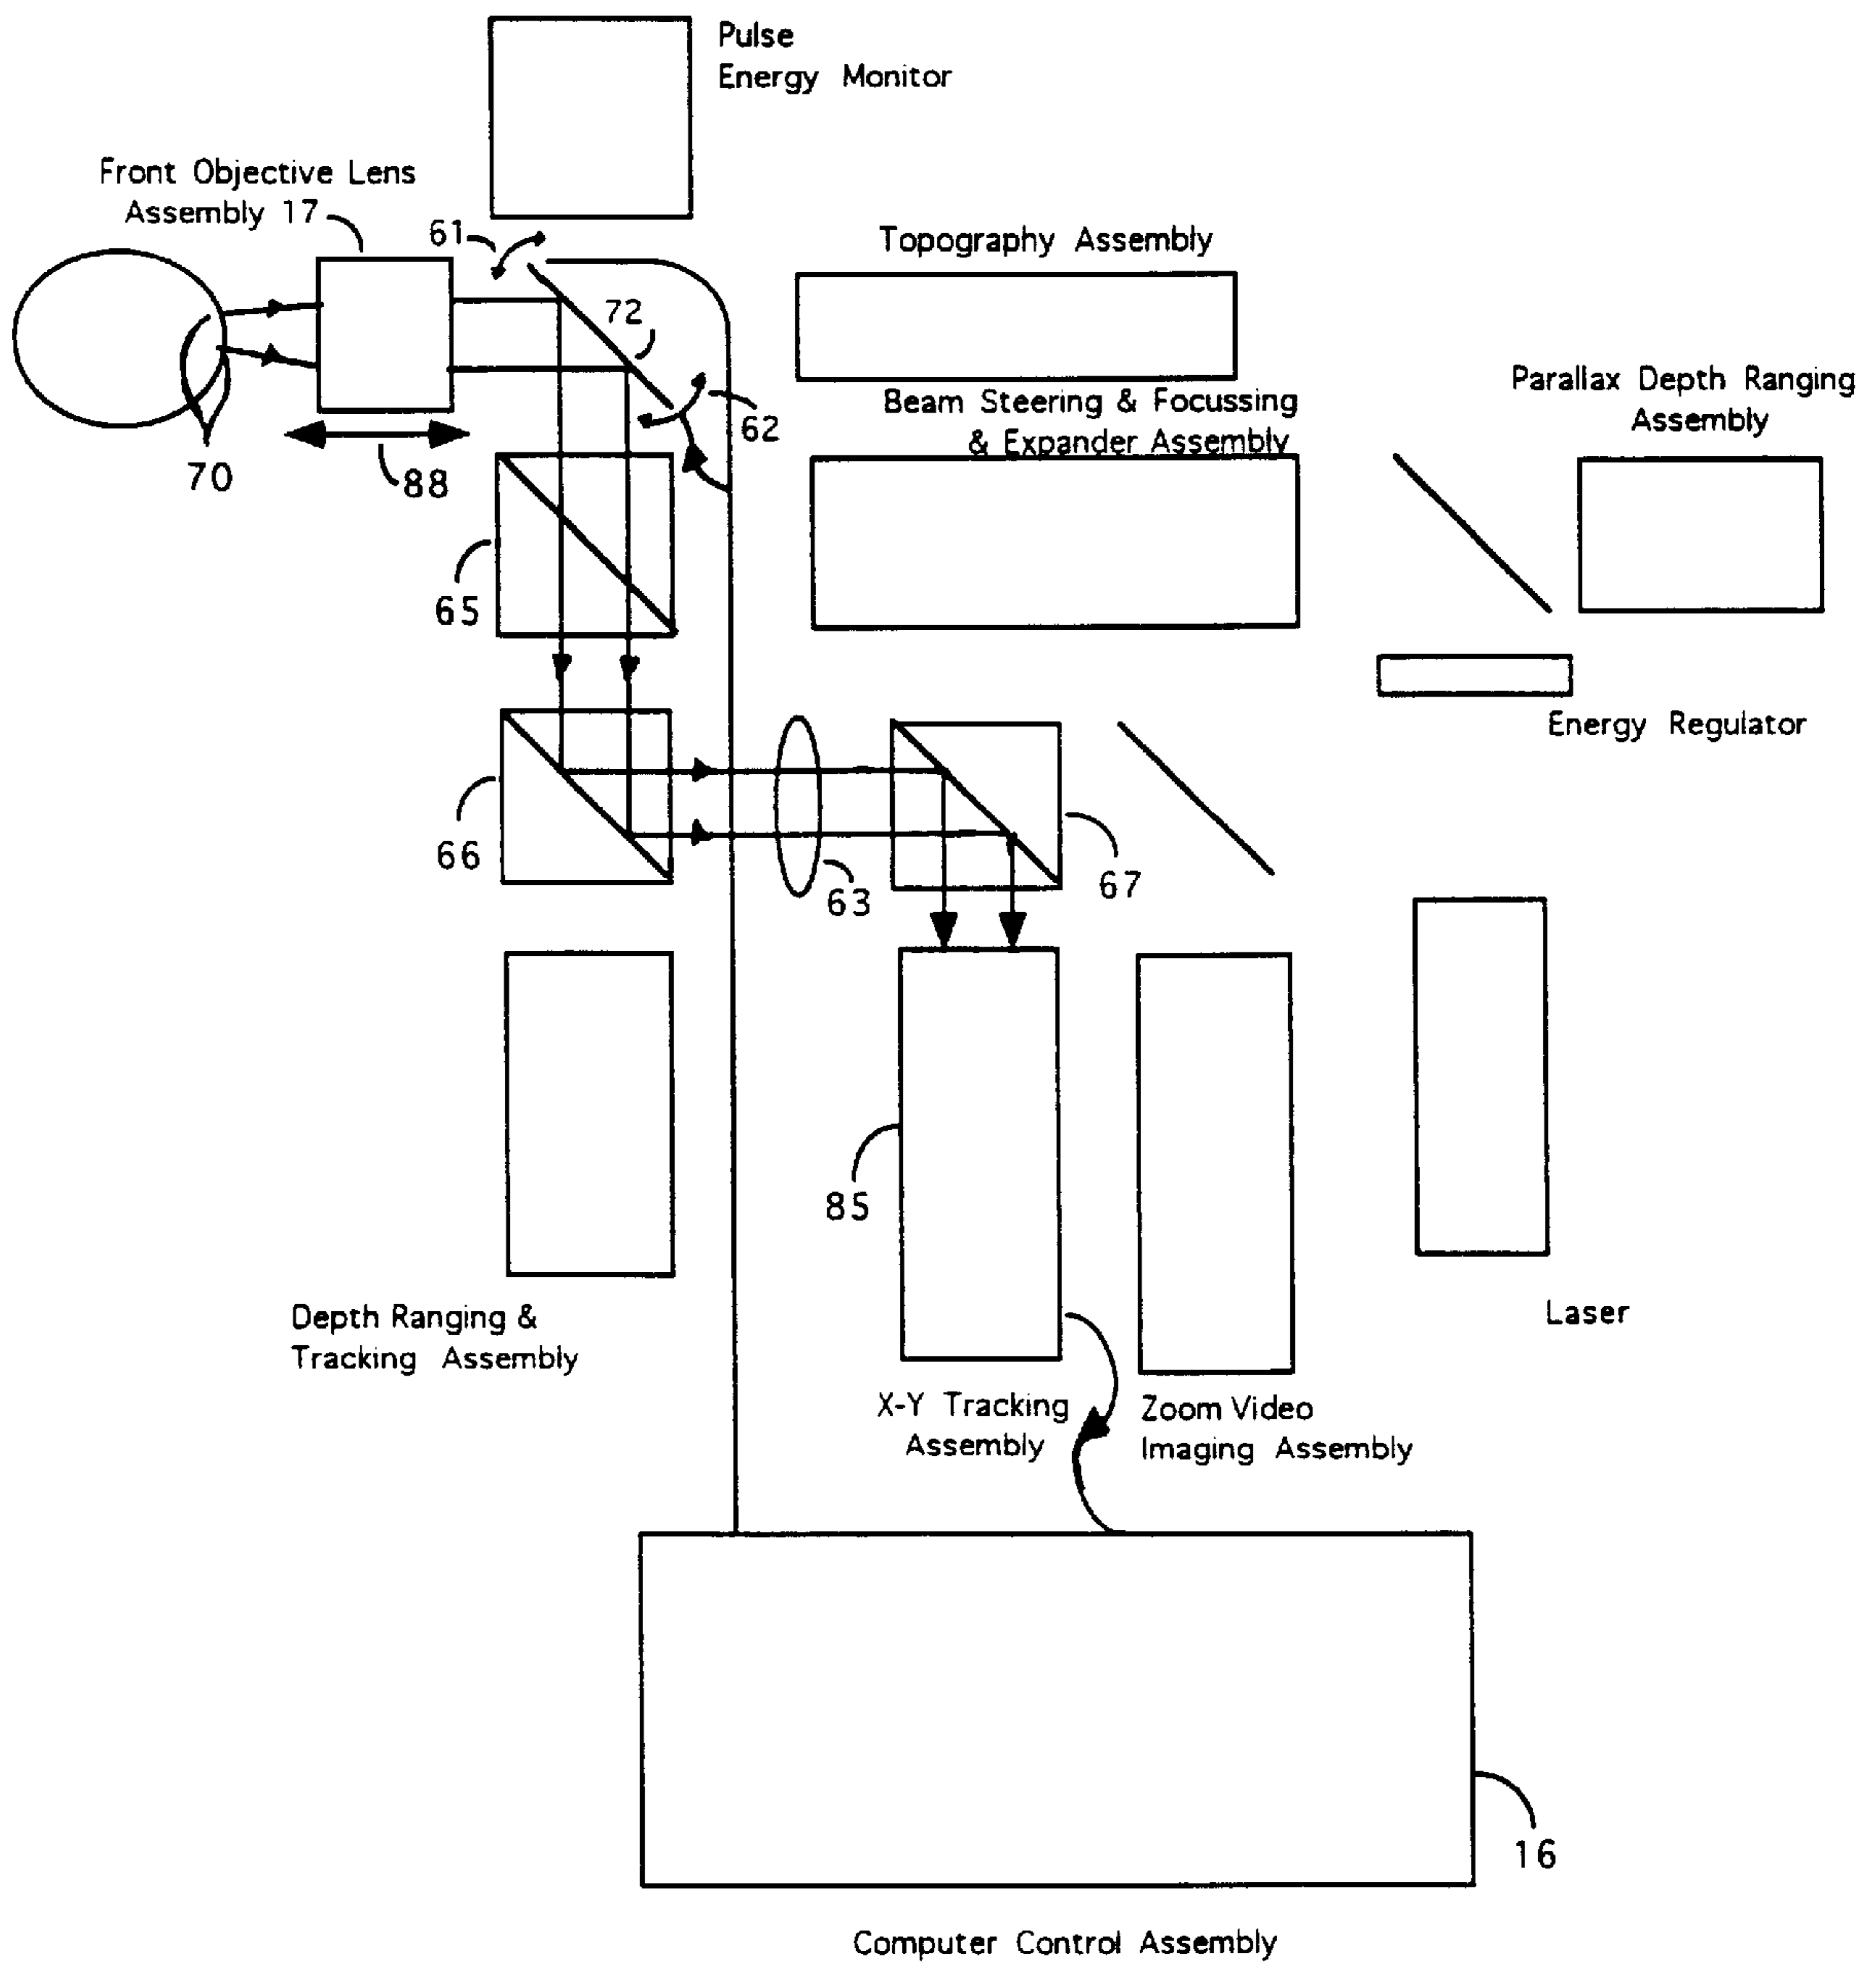 Pulse
Energy Monitor
Front Objective Lens
Assembly 17
61
Topography Assembly
72
Parallax Depth Ranging
Assembly
Beam Steering & Focussing
& Expander Assembly
62
70
88
65
Energy Regulator
66
63
67
85
Depth Ranging &
Tracking Assembly
Laser
X-Y Tracking
Assembly
Zoom Video
Imaging Assembly
16
Computer Control Assembly